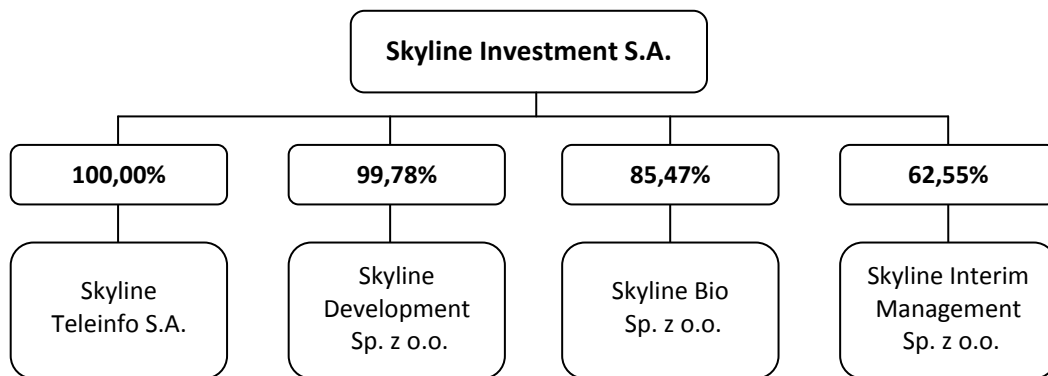 Skyline Investment S.A.
100,00%
99,78%
85,47%
62,55%
Skyline
Teleinfo S.A.
Skyline
Development
Sp. z o.o.
Skyline Bio
Sp. z o.o.
Skyline Interim
Management
Sp. z o.o.